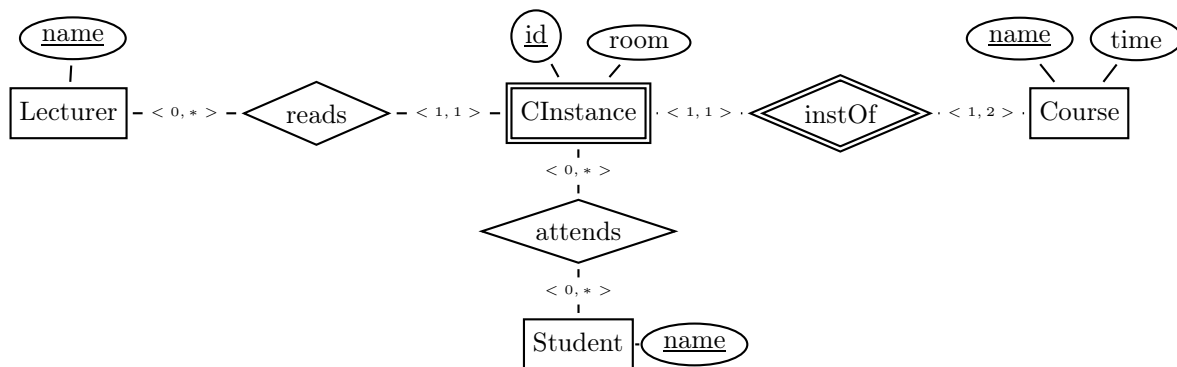 name id room name time
Lecturer < 0, * > reads < 1, 1 > CInstance < 1, 1 > instOf < 1, 2 > Course
< 0, * >
attends
< 0, * >
Student name